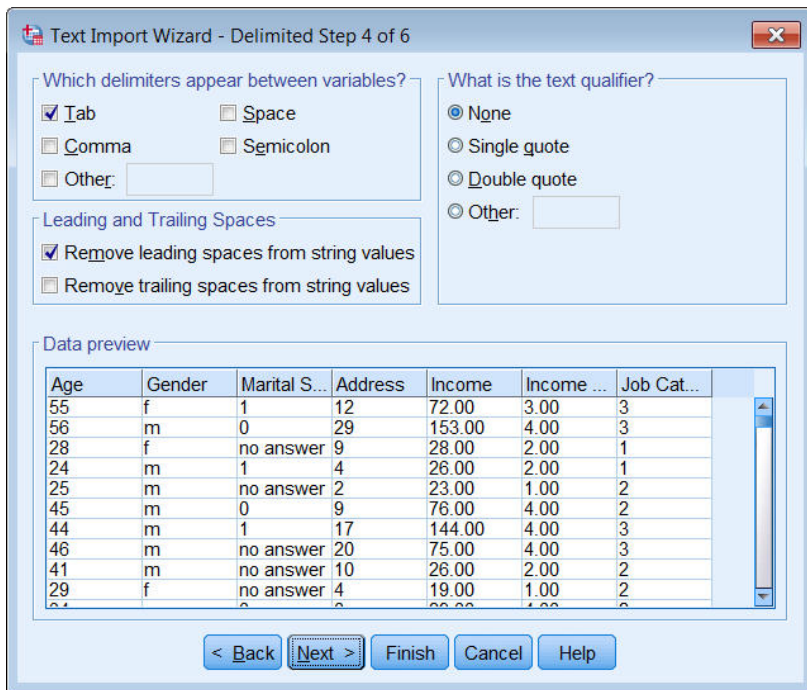 Text Import Wizard - Delimited Step 4 of 6
Which delimiters appear between variables?
Tab
Space
Comma
Semicolon
Other:
Leading and Trailing Spaces
Remove leading spaces from string values
Remove trailing spaces from string values
What is the text qualifier?
None
Single quote
Double quote
Other:
Data preview
Age Gender Marital S... Address Income Income ... Job Cat...
55 f 1 12 72.00 3.00 3
56 m 0 29 153.00 4.00 3
28 f no answer 9 28.00 2.00 1
24 m 1 4 26.00 2.00 1
25 m no answer 2 23.00 1.00 2
45 m 0 9 76.00 4.00 2
44 m 1 17 144.00 4.00 3
46 m no answer 20 75.00 4.00 3
41 m no answer 10 26.00 2.00 2
29 f no answer 4 19.00 1.00 2
< Back Next > Finish Cancel Help